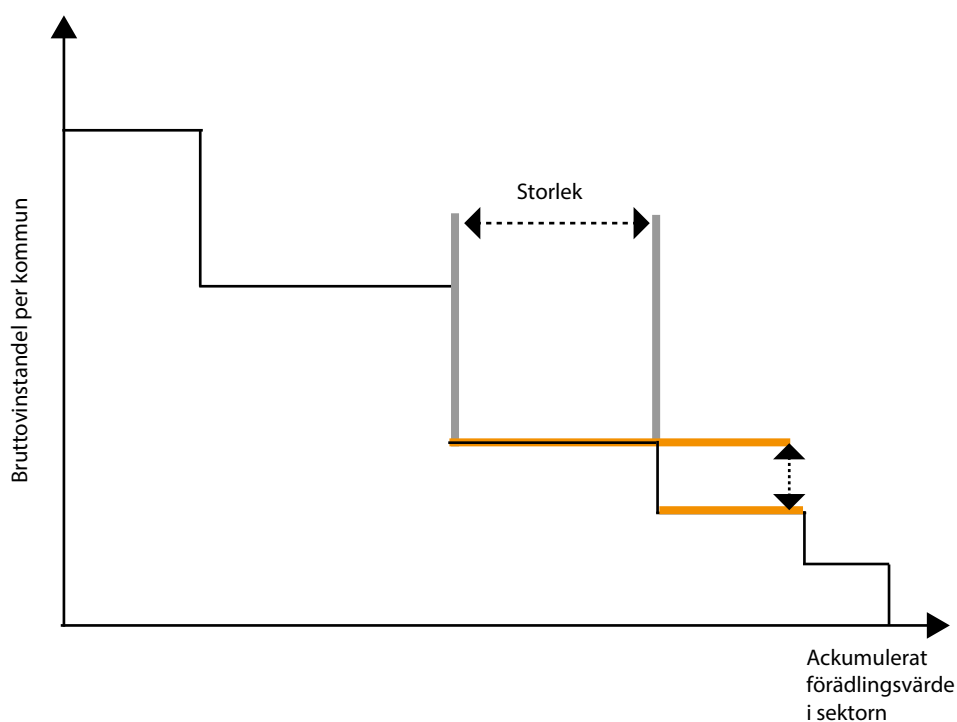 Storlek
Bruttovinstandel per kommun
Ackumulerat
förädlingsvärde
i sektorn